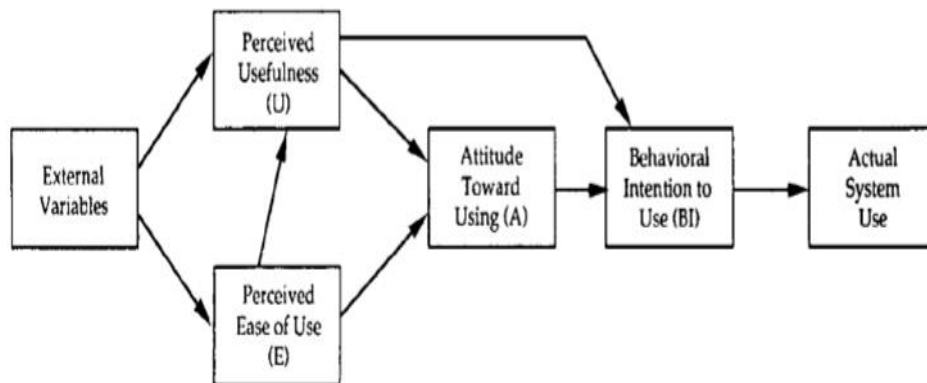 Perceived
Usefulness
(U)
External
Variables
Perceived
Ease of Use
(E)
Attitude
Toward
Using (A)
Behavioral
Intention to
Use (BI)
Actual
System
Use